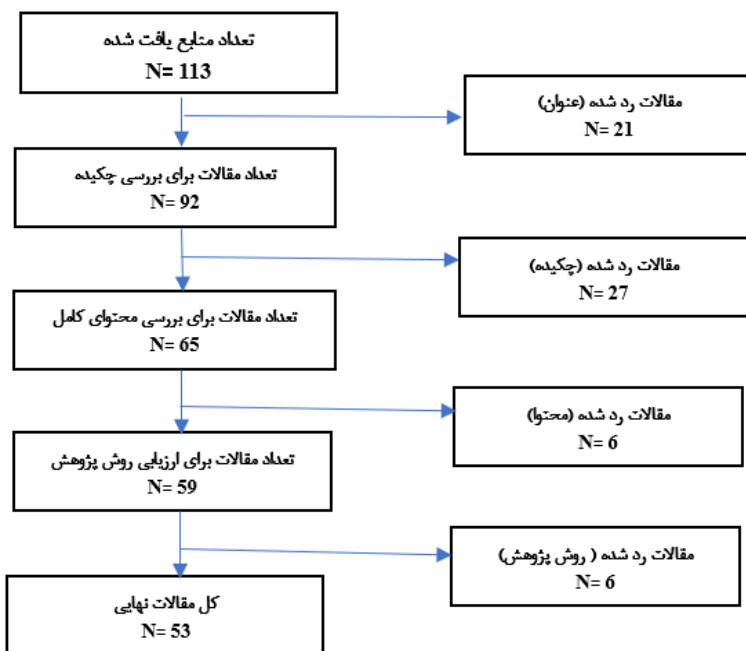 تعداد منابع یافت شده
N= 113
مقالات رد شده (عنوان)
N= 21
تعداد مقالات برای بررسی چکیده
N= 92
مقالات رد شده (چکیده)
N= 27
تعداد مقالات برای بررسی محتوای کامل
N= 65
مقالات رد شده (محتوا)
N= 6
تعداد مقالات برای ارزیابی روش پژوهش
N= 59
مقالات رد شده ( روش پژوهش)
N= 6
کل مقالات نهایی
N= 53